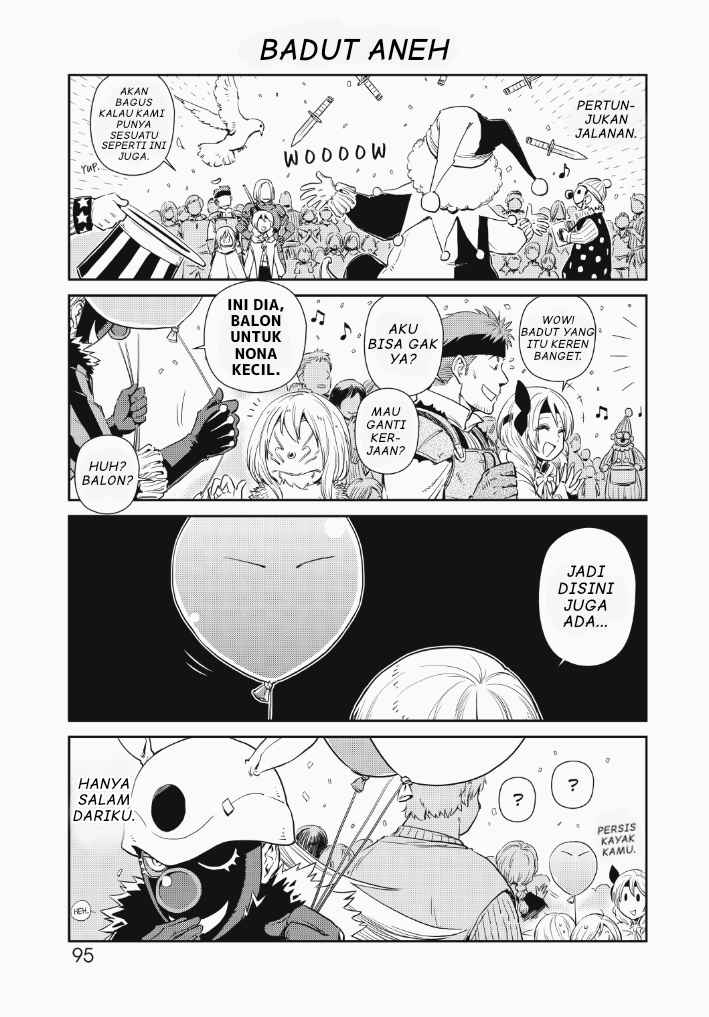 BADUT ANEH
AKAN
BAGUS
KALAU KAMI
PUNYA
SESUATU
SEPERTI INI
JUGA.
YUP.
WOOOOW
PERTUN-
JUKAN
JALANAN.
INI DIA,
BALON
UNTUK
NONA
KECIL.
HUH?
BALON?
AKU
BISA GAK
YA?
MAU
GANTI
KER-
JAAN?
WOW!
BADUT YANG
ITU KEREN
BANGET.
JADI
DISINI
JUGA
ADA...
HANYA
SALAM
DARIKU.
HEH.
?
?
PERSIS
KAYAK
KAMU.
95